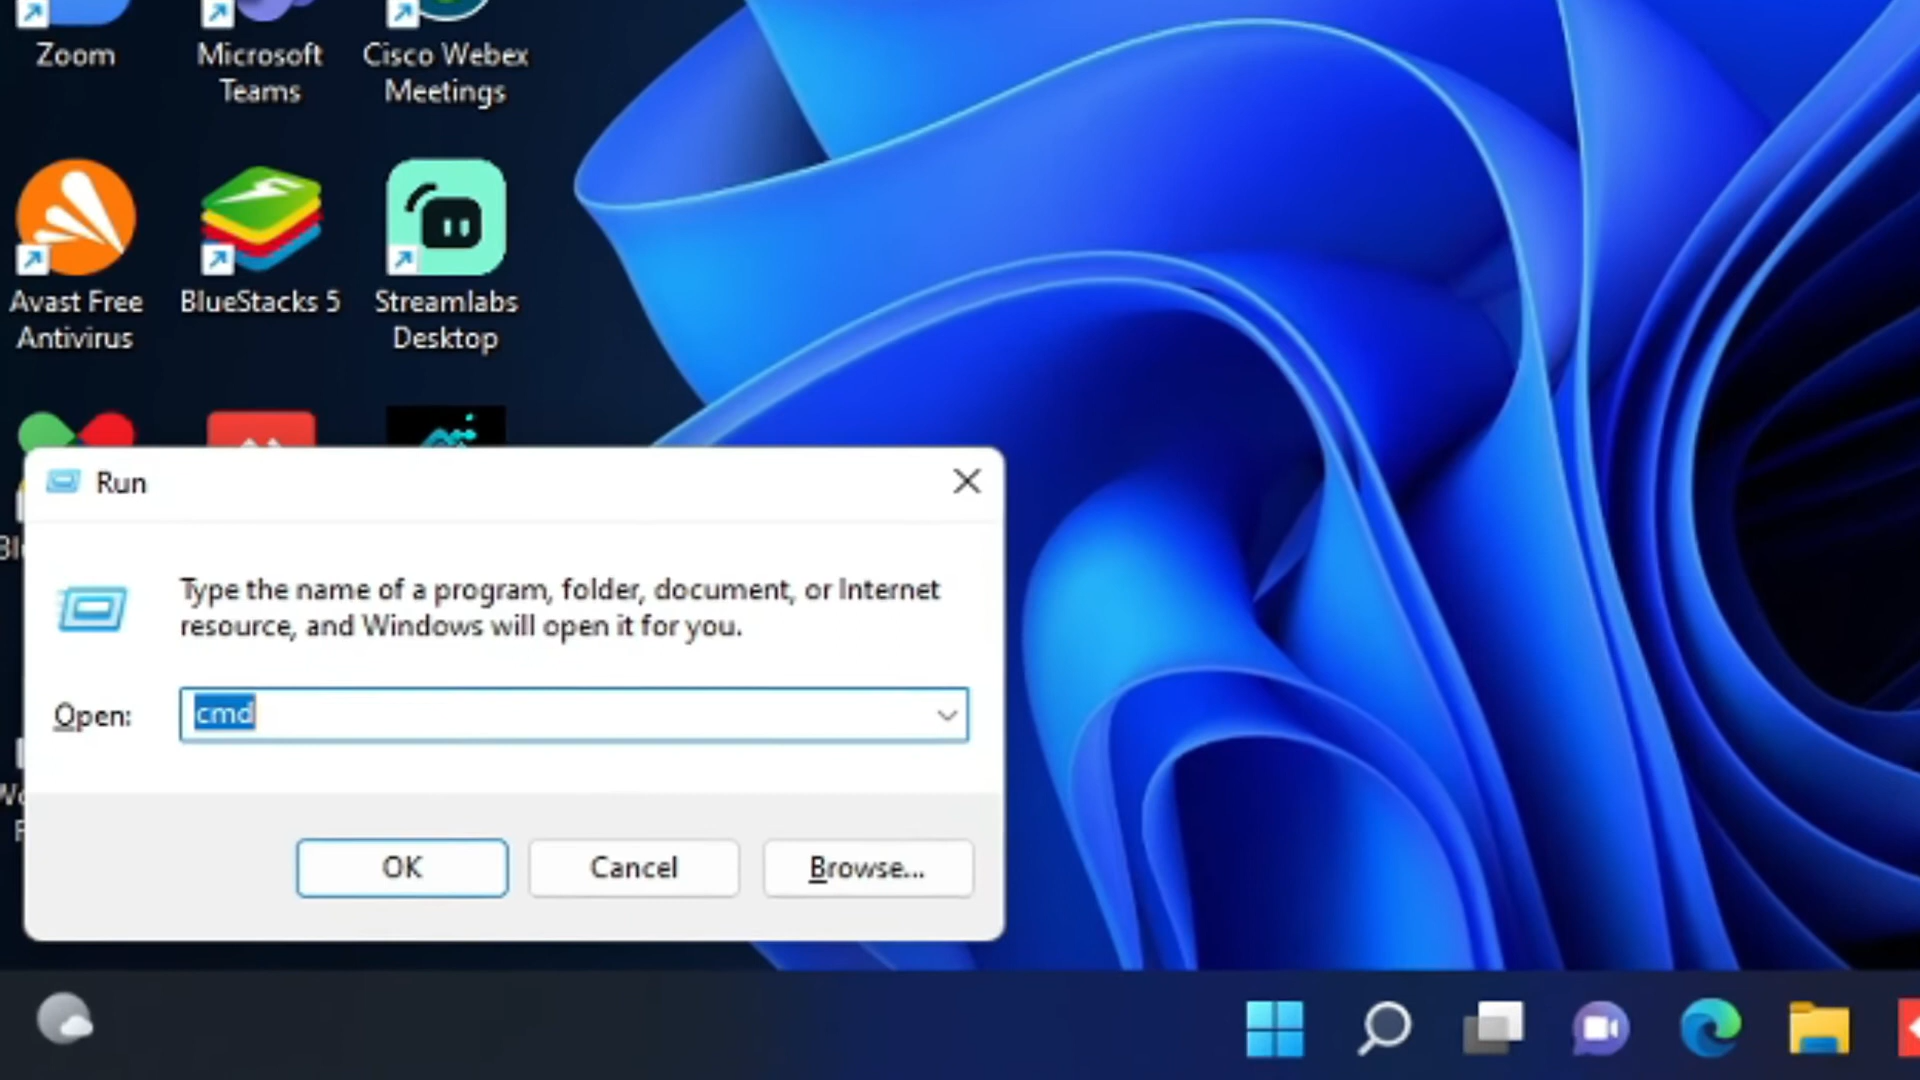 Zoom
Microsoft
Teams
Cisco Webex
Meetings
Avast Free
Antivirus
BlueStacks 5
Streamlabs
Desktop
Run
Type the name of a program, folder, document, or Internet
resource, and Windows will open it for you.
Open:
cmd
OK
Cancel
Browse...